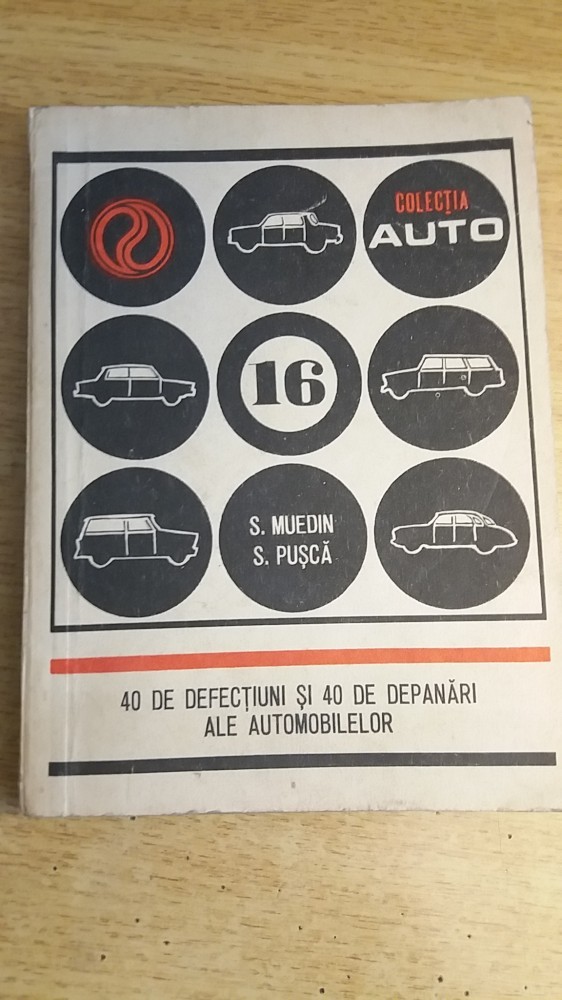 COLECȚIA
AUTO
16
S. MUEDIN
S. PUȘCĂ
40 DE DEFECȚIUNI ȘI 40 DE DEPANĂRI
ALE AUTOMOBILELOR